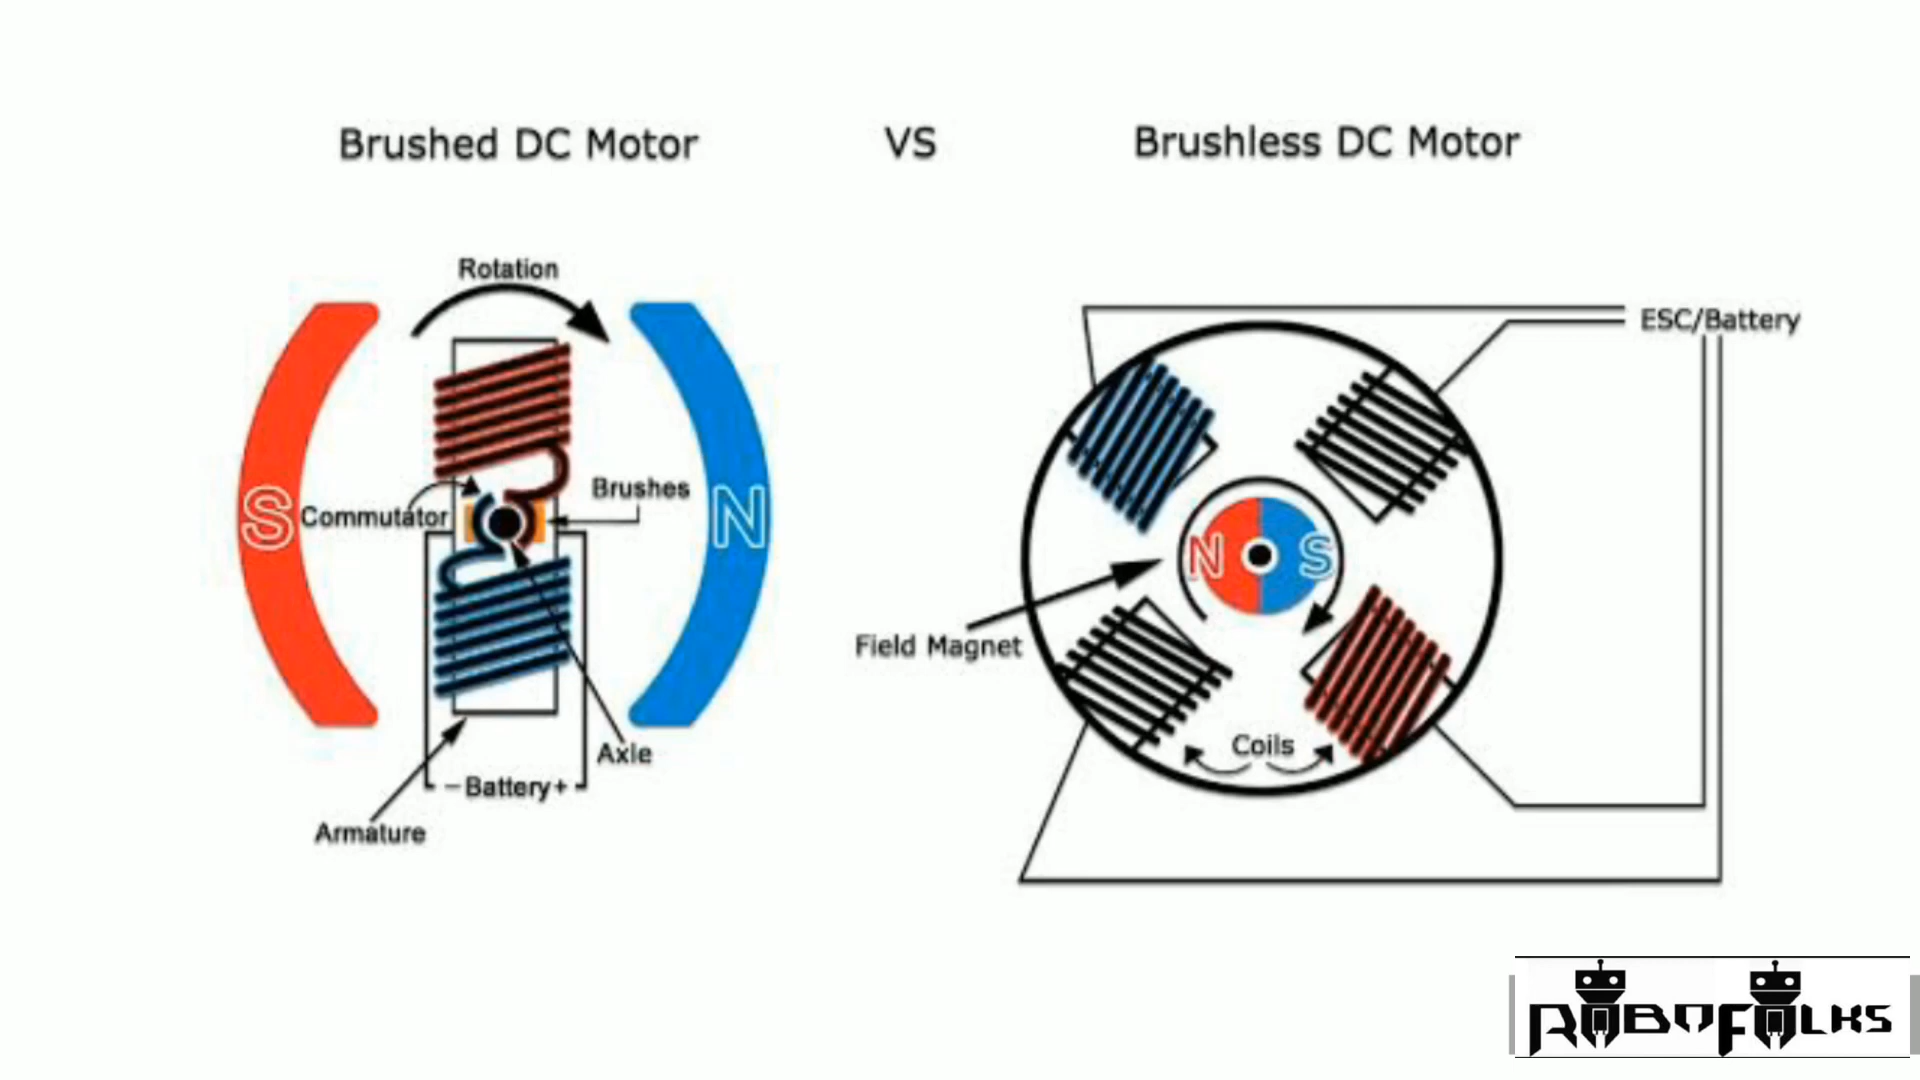 Brushed DC Motor VS Brushless DC Motor
Rotation
S
Commutator
Brushes
N
Axle
−Battery+
Armature
ESC/Battery
N
S
Field Magnet
Coils
ROBOFOLKS